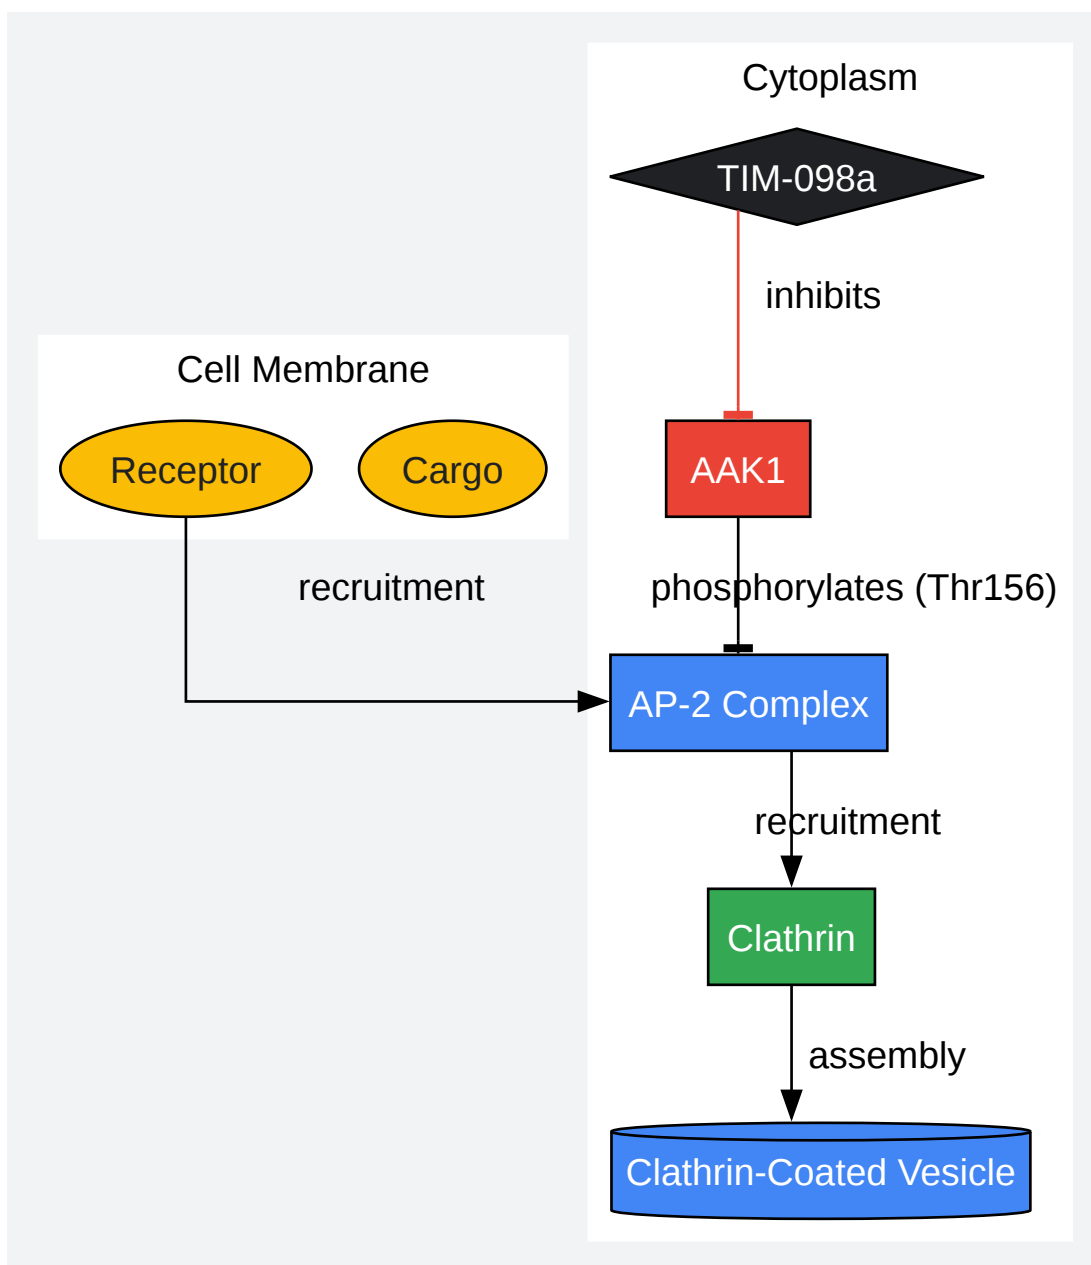 Cytoplasm
TIM-098a
inhibits
Cell Membrane
Receptor
Cargo
AAK1
recruitment
phosphorylates (Thr156)
AP-2 Complex
recruitment
Clathrin
assembly
Clathrin-Coated Vesicle